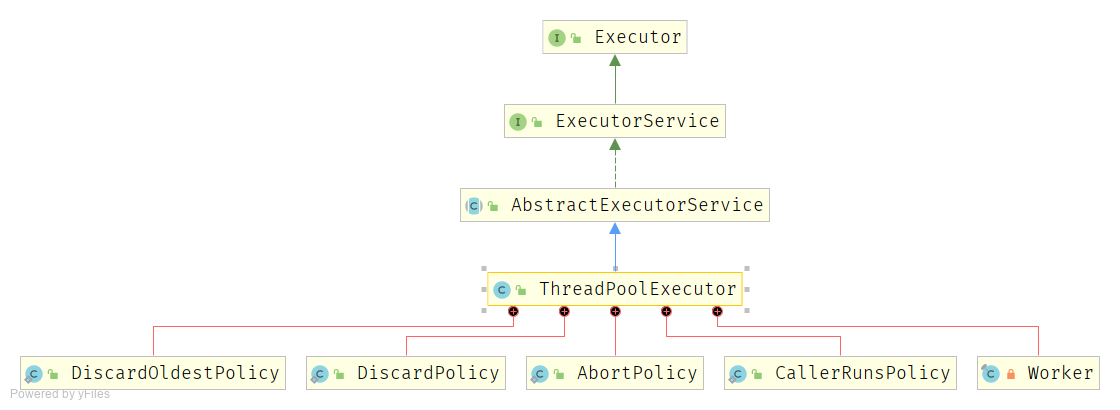 Executor
ExecutorService
AbstractExecutorService
ThreadPoolExecutor
DiscardOldestPolicy
DiscardPolicy
AbortPolicy
CallerRunsPolicy
Worker
Powered by yFiles